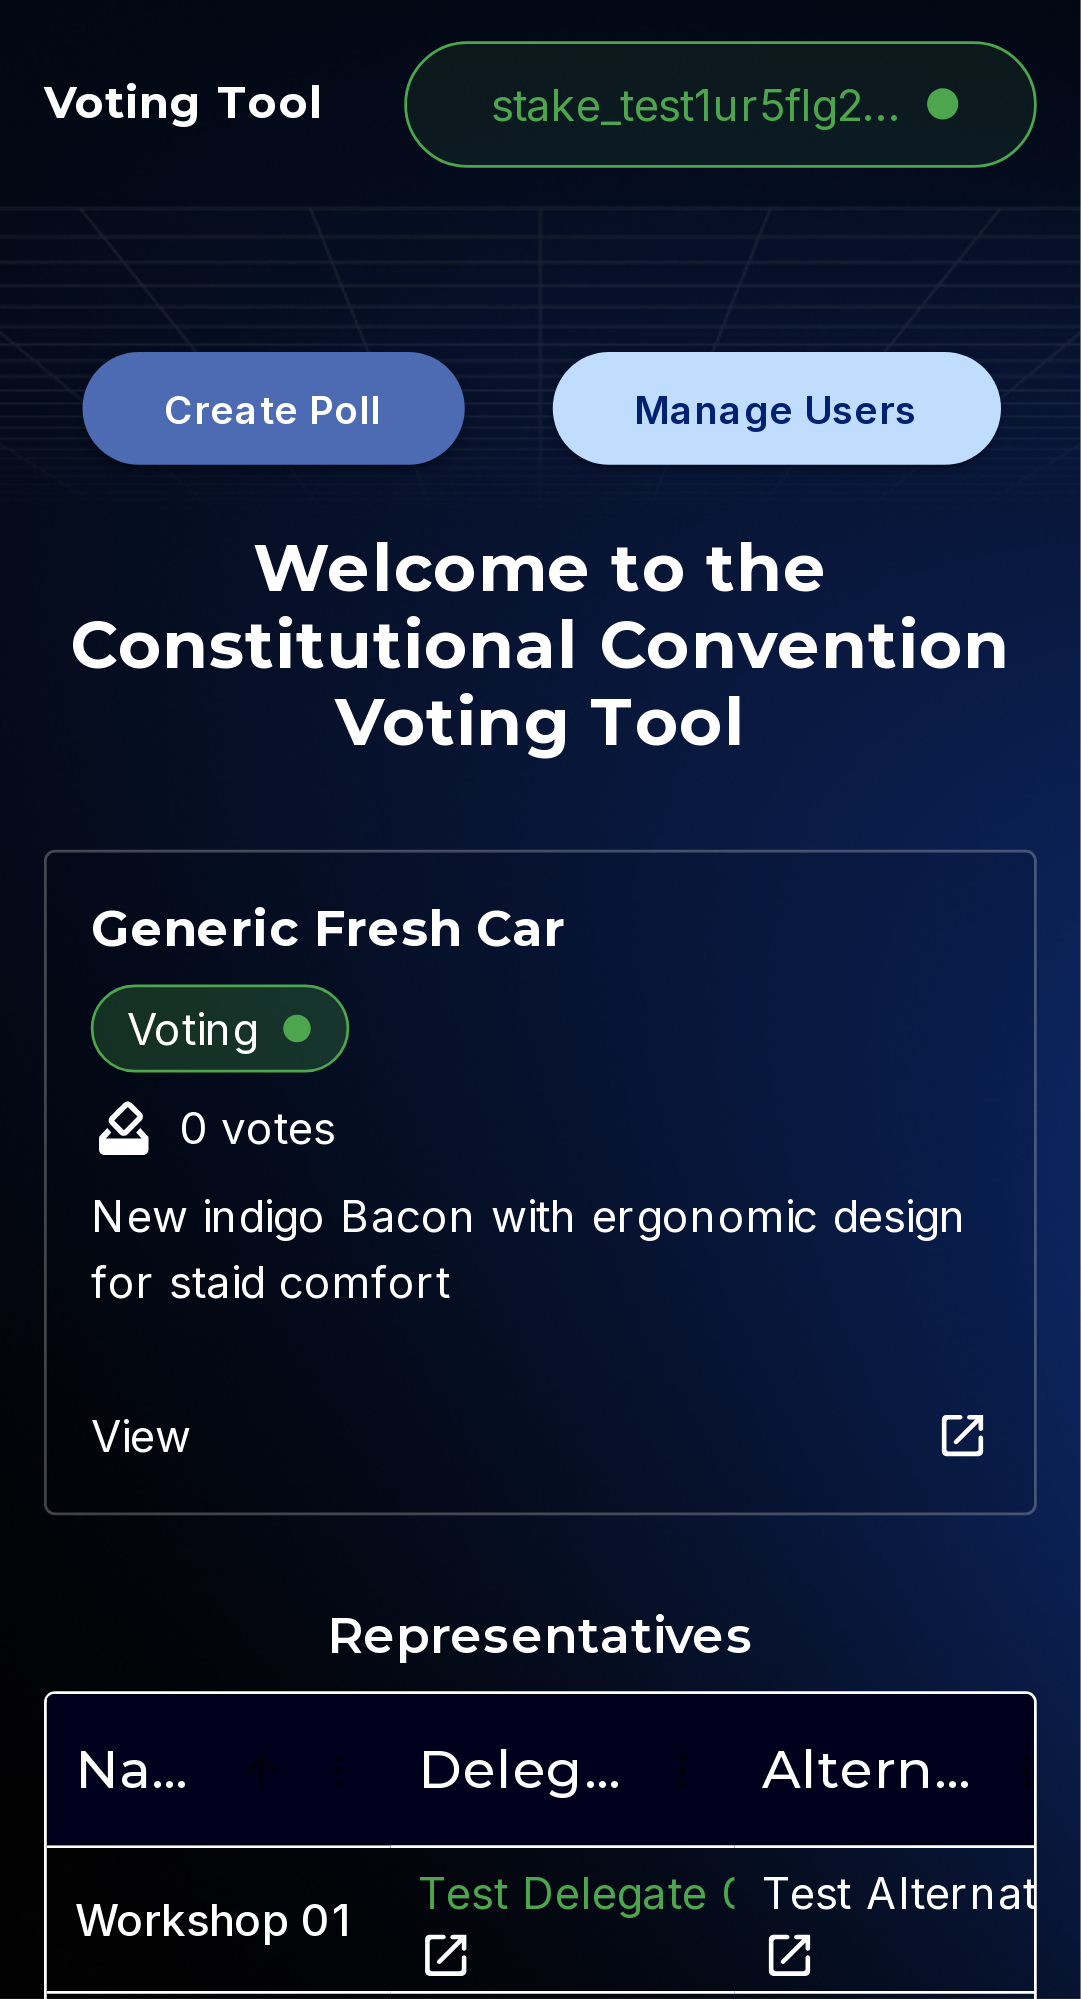 Voting Tool
stake_test1ur5flg2...
Create Poll
Manage Users
Welcome to the
Constitutional Convention
Voting Tool
Generic Fresh Car
Voting
0 votes
New indigo Bacon with ergonomic design
for staid comfort
View
Representatives
Na...
Deleg...
Altern...
Workshop 01
Test Delegate
Test Alternat